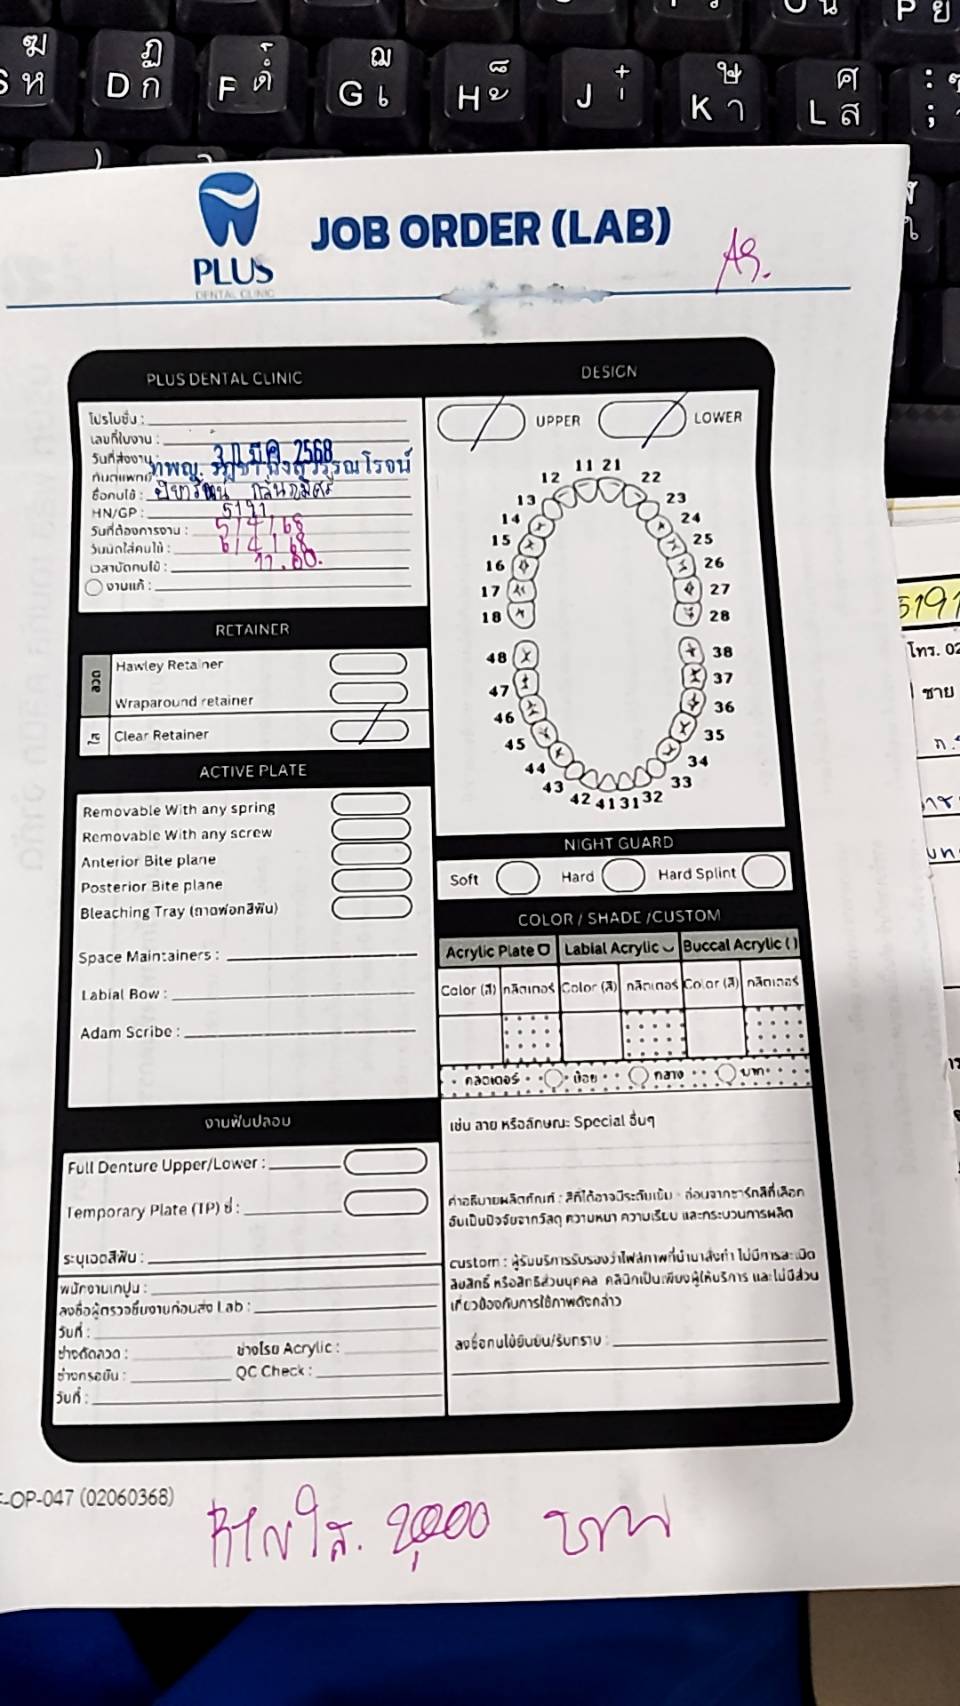 S ห
ฆ
D ก
ฏ
F ด
G เ
ฌ
H
J
K า
ษ
L ส
ศ
: ;
P ย
PLUS
DENTAL CLINIC
JOB ORDER (LAB)
PLUS DENTAL CLINIC
โปรโมชั่น :
เลขที่ใบงาน :
วันที่ส่งงาน : 31 มี.ค. 2568
ทันตแพทย์ ทพญ.
ชื่อคนไข้ :
HN/GP : 5191
วันที่ต้องการงาน : 5/4/68
วันนัดใส่คนไข้ : 6/4/68
เวลานัดคนไข้ : 17.00.
งานแก้ :
DESIGN
UPPER
LOWER
11 21
12 22
13 23
14 24
15 25
16 26
17 27
18 28
48 38
47 37
46 36
45 35
44 34
43 33
42 41 31 32
RETAINER
ลวด
Hawley Retainer
Wraparound retainer
ใส
Clear Retainer
ACTIVE PLATE
Removable With any spring
Removable With any screw
Anterior Bite plane
Posterior Bite plane
Bleaching Tray (ถาดฟอกสีฟัน)
Space Maintainers :
Labial Bow :
Adam Scribe :
NIGHT GUARD
Soft
Hard
Hard Splint
COLOR / SHADE /CUSTOM
Acrylic Plate
Labial Acrylic
Buccal Acrylic ( )
Color (สี) กลิตเตอร์ Color (สี) กลิตเตอร์ Color (สี) กลิตเตอร์
กลิตเตอร์ น้อย กลาง มาก
เช่น ลาย หรือลักษณะ Special อื่นๆ
คำอธิบายผลิตภัณฑ์ : สีที่ได้อาจมีระดับเข้ม - อ่อนจากชาร์ทสีที่เลือก
อันเป็นปัจจัยจากวัสดุ ความหนา ความเรียบ และกระบวนการผลิต
custom : ผู้รับบริการรับรองว่าไฟล์ภาพที่นำมาสั่งทำ ไม่มีการละเมิด
ลิขสิทธิ์ หรือสิทธิส่วนบุคคล คลินิกเป็นเพียงผู้ให้บริการ และไม่มีส่วน
เกี่ยวข้องกับการใช้ภาพดังกล่าว
ลงชื่อคนไข้ยืนยัน/รับทราบ :
งานฟันปลอม
Full Denture Upper/Lower :
Temporary Plate (TP) ซี่ :
ระบุเฉดสีฟัน :
พนักงานเทปูน :
ลงชื่อผู้ตรวจชิ้นงานก่อนส่ง Lab :
วันที่ :
ช่างดัดลวด :
ช่างโรย Acrylic :
ช่างกรอขัด :
QC Check :
วันที่ :
-OP-047 (02060368)
รีเทนใส. 2,000 บาท
5191
โทร. 02
ชาย